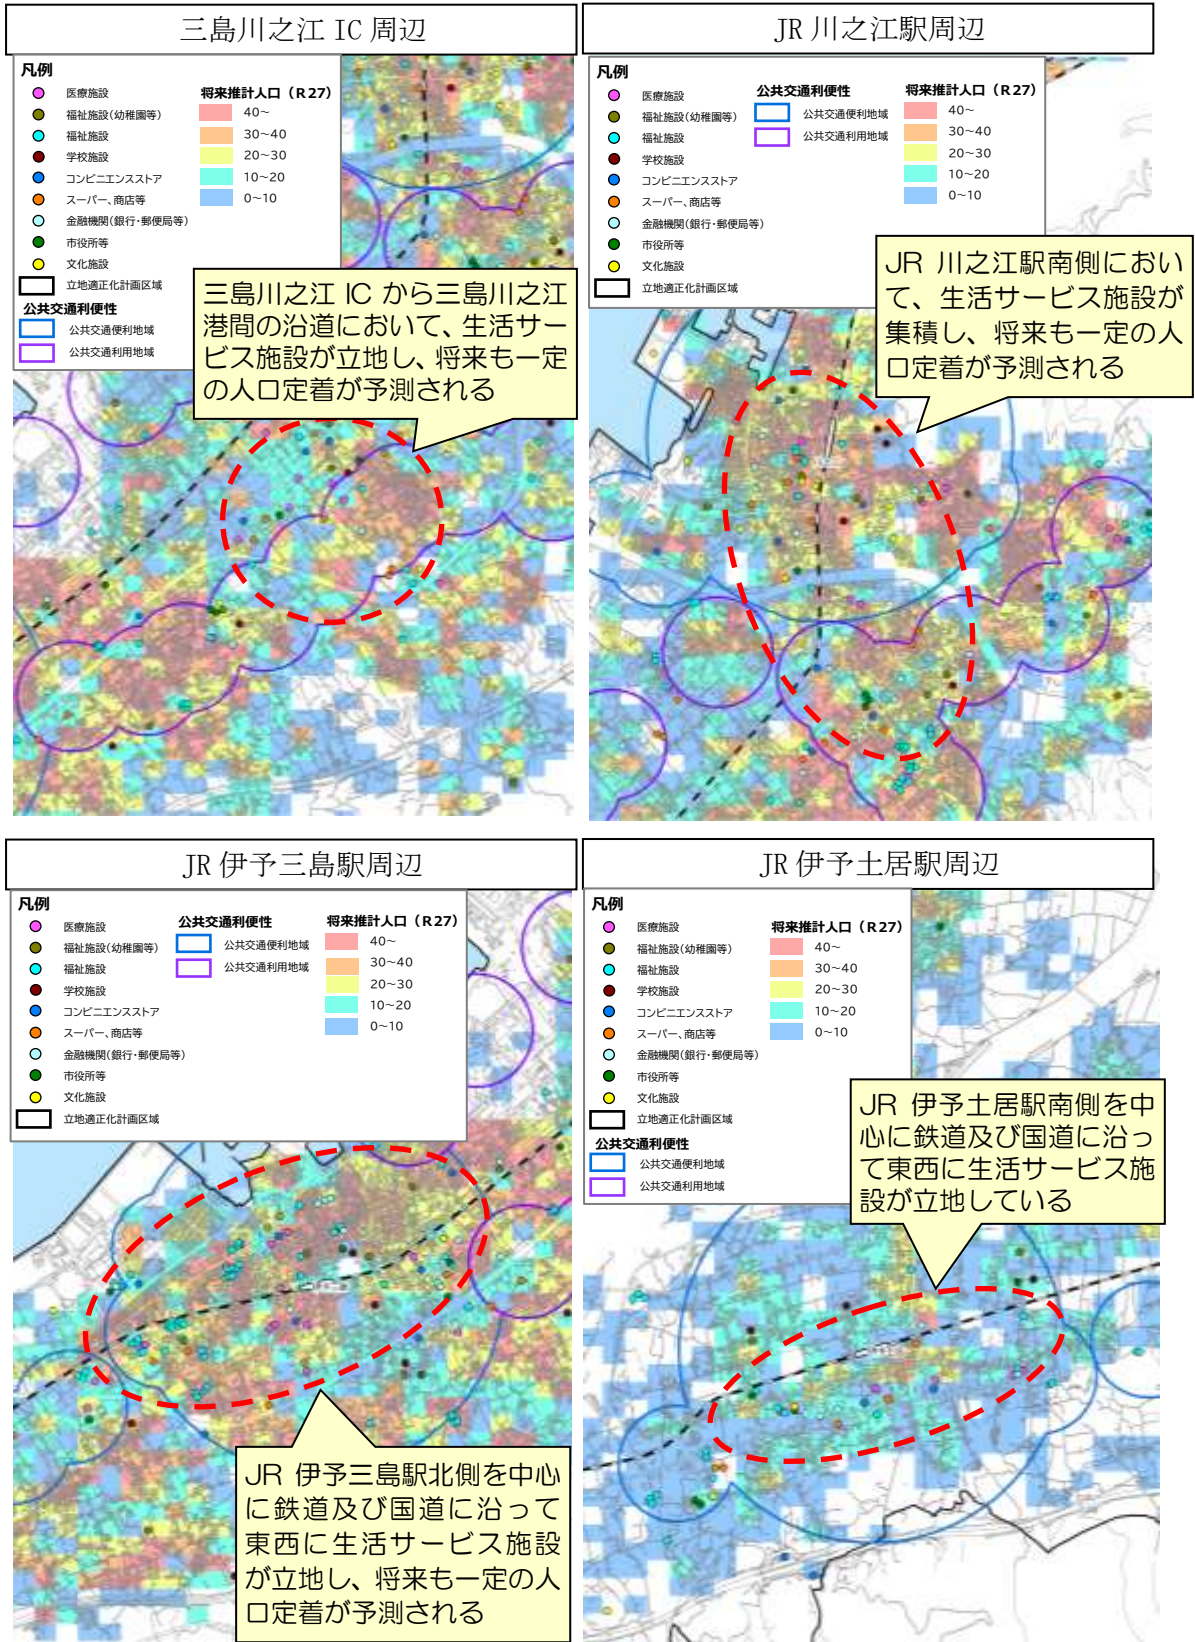 三島川之江 IC 周辺
凡例
医療施設
福祉施設(幼稚園等)
福祉施設
学校施設
コンビニエンスストア
スーパー、商店等
金融機関(銀行・郵便局等)
市役所等
文化施設
立地適正化計画区域
公共交通利便性
公共交通便利地域
公共交通利用地域
将来推計人口（R27）
40～
30～40
20～30
10～20
0～10
三島川之江 IC から三島川之江
港間の沿道において、生活サー
ビス施設が立地し、将来も一定
の人口定着が予測される
JR 川之江駅周辺
凡例
医療施設
福祉施設(幼稚園等)
福祉施設
学校施設
コンビニエンスストア
スーパー、商店等
金融機関(銀行・郵便局等)
市役所等
文化施設
立地適正化計画区域
公共交通利便性
公共交通便利地域
公共交通利用地域
将来推計人口（R27）
40～
30～40
20～30
10～20
0～10
JR 川之江駅南側におい
て、生活サービス施設が
集積し、将来も一定の人
口定着が予測される
JR 伊予三島駅周辺
凡例
医療施設
福祉施設(幼稚園等)
福祉施設
学校施設
コンビニエンスストア
スーパー、商店等
金融機関(銀行・郵便局等)
市役所等
文化施設
立地適正化計画区域
公共交通利便性
公共交通便利地域
公共交通利用地域
将来推計人口（R27）
40～
30～40
20～30
10～20
0～10
JR 伊予三島駅北側を中心
に鉄道及び国道に沿って
東西に生活サービス施設
が立地し、将来も一定の人
口定着が予測される
JR 伊予土居駅周辺
凡例
医療施設
福祉施設(幼稚園等)
福祉施設
学校施設
コンビニエンスストア
スーパー、商店等
金融機関(銀行・郵便局等)
市役所等
文化施設
立地適正化計画区域
公共交通利便性
公共交通便利地域
公共交通利用地域
将来推計人口（R27）
40～
30～40
20～30
10～20
0～10
JR 伊予土居駅南側を中
心に鉄道及び国道に沿っ
て東西に生活サービス施
設が立地している